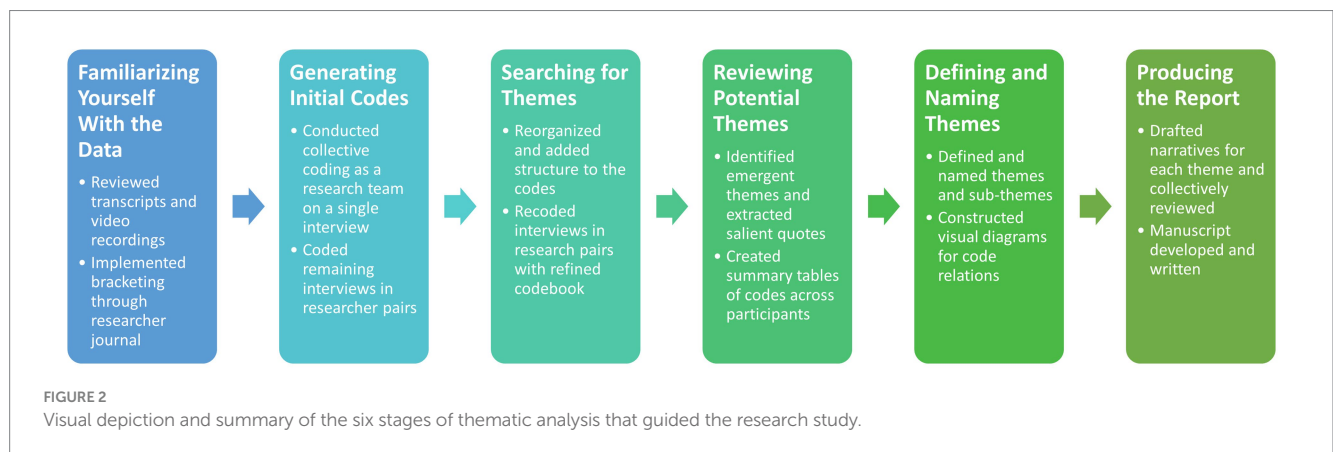 Familiarizing
Yourself
With the
Data
• Reviewed
transcripts and
video
recordings
• Implemented
bracketing
through
researcher
journal
Generating
Initial Codes
• Conducted
collective
coding as a
research team
on a single
interview
• Coded
remaining
interviews in
researcher pairs
Searching for
Themes
• Reorganized
and added
structure to the
codes
• Recoded
interviews in
research pairs
with refined
codebook
Reviewing
Potential
Themes
• Identified
emergent
themes and
extracted
salient quotes
• Created
summary tables
of codes across
participants
Defining and
Naming
Themes
• Defined and
named themes
and sub-themes
• Constructed
visual diagrams
for code
relations
Producing
the Report
• Drafted
narratives for
each theme and
collectively
reviewed
• Manuscript
developed and
written
FIGURE 2
Visual depiction and summary of the six stages of thematic analysis that guided the research study.